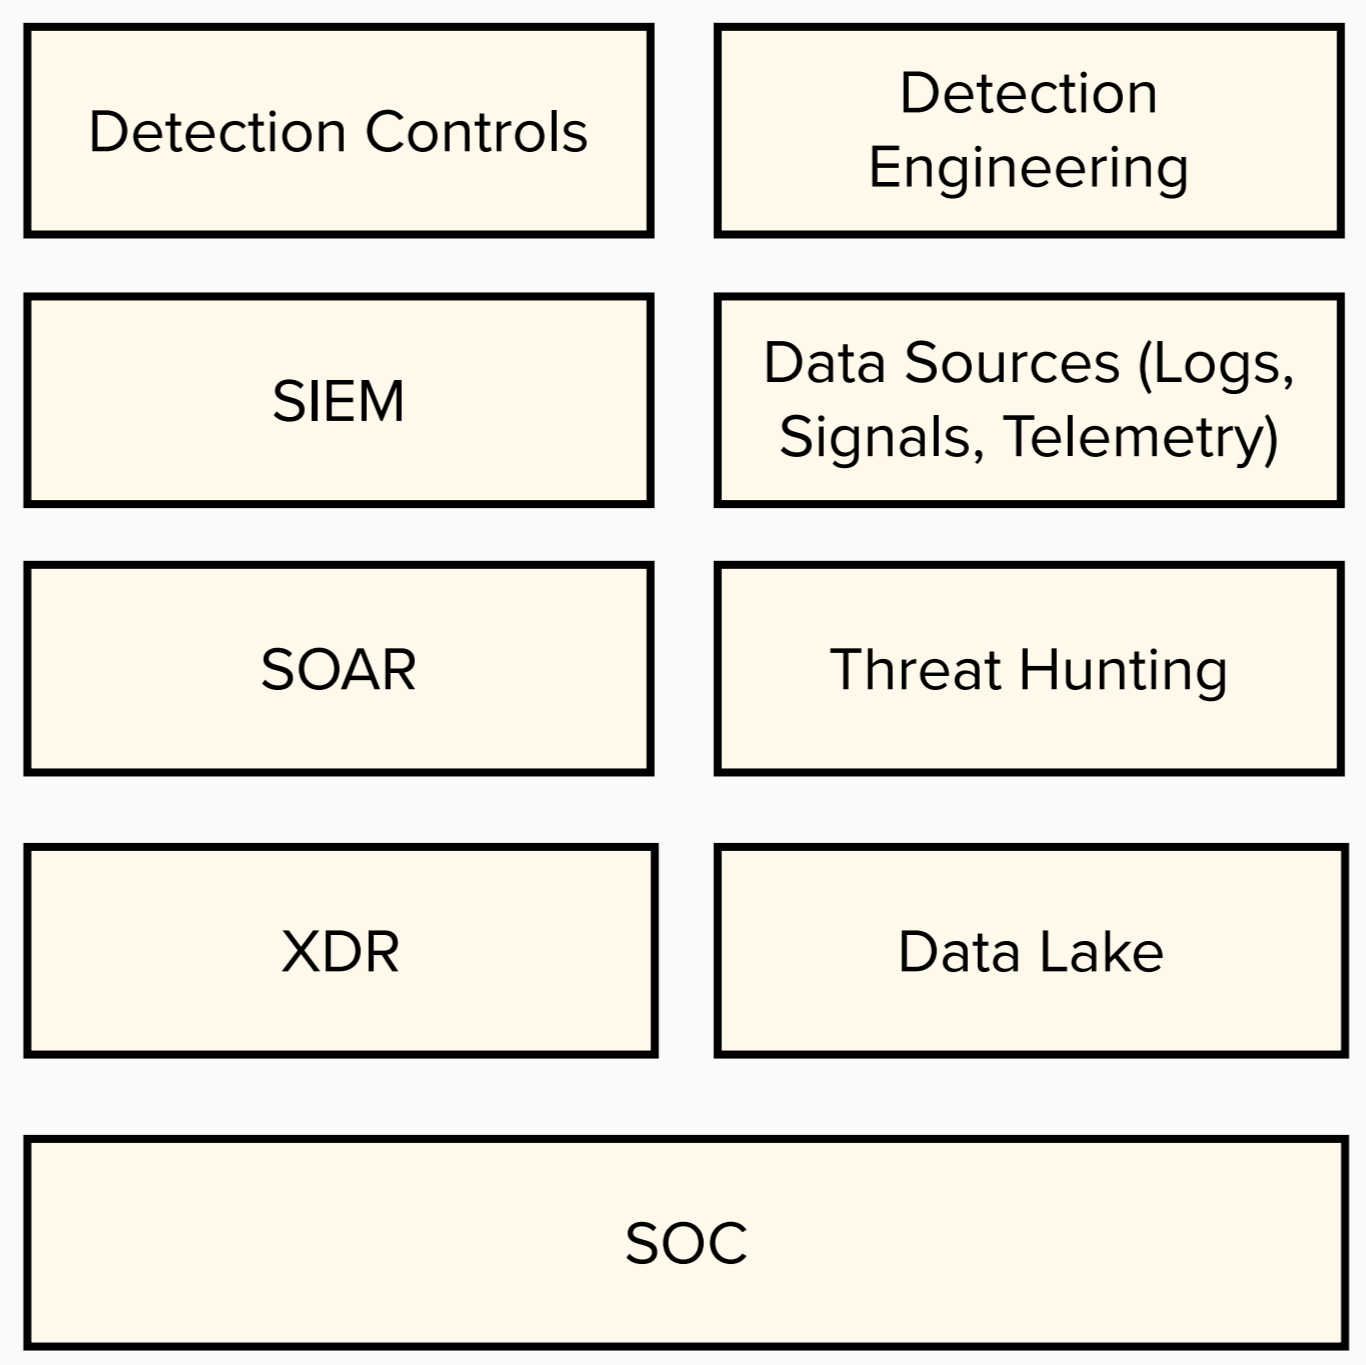 Detection Controls
Detection
Engineering
SIEM
Data Sources (Logs,
Signals, Telemetry)
SOAR
Threat Hunting
XDR
Data Lake
SOC